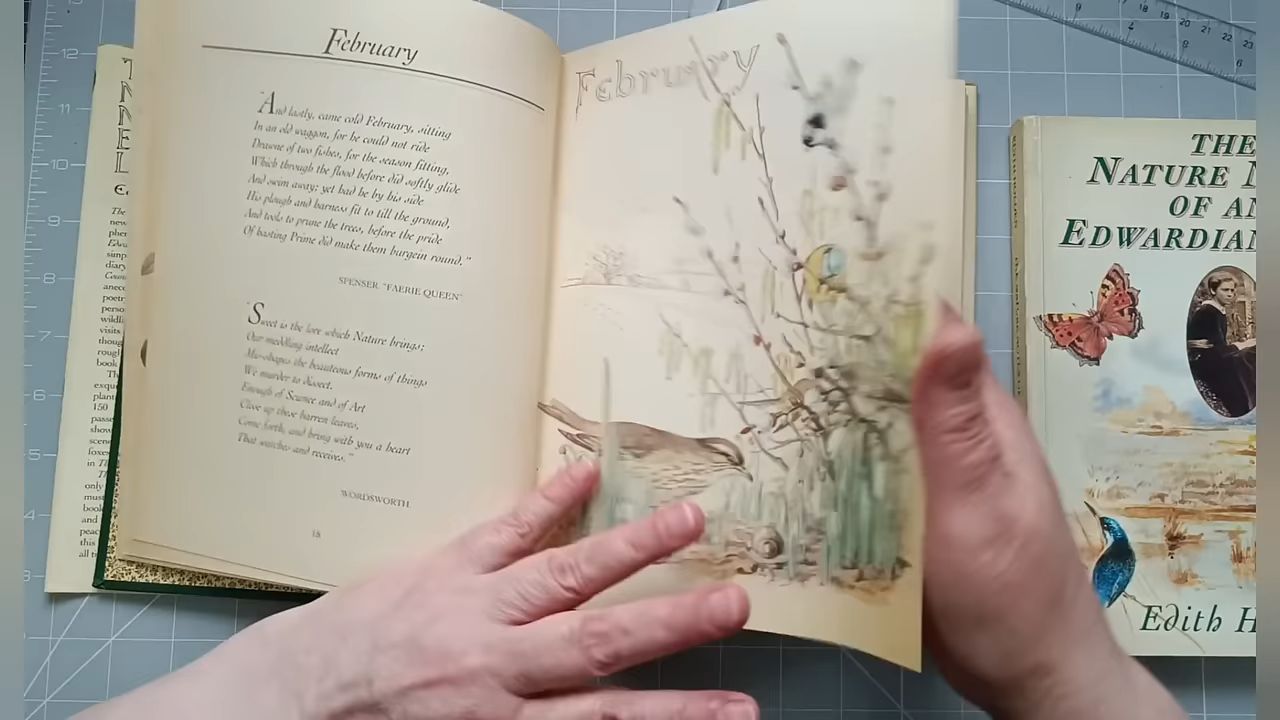 February
"And lastly, came cold February, sitting
In an old waggon, for he could not ride
Drawne of two fishes, for the season fitting,
Which through the flood before did softly glide
And swim away; yet had he by his side
His plough and harness fit to till the ground,
And tools to prune the trees, before the pride
Of hasting Prime did make them burgein round."
SPENSER. "FAERIE QUEEN"
"Sweet is the lore which Nature brings;
Our meddling intellect
Mis-shapes the beauteous forms of things
We murder to dissect.
Enough of Science and of Art
Close up these barren leaves,
Come forth, and bring with you a heart
That watches and receives."
WORDSWORTH.
18
February
THE
NATURE
OF AN
EDWARDIAN
Edith H